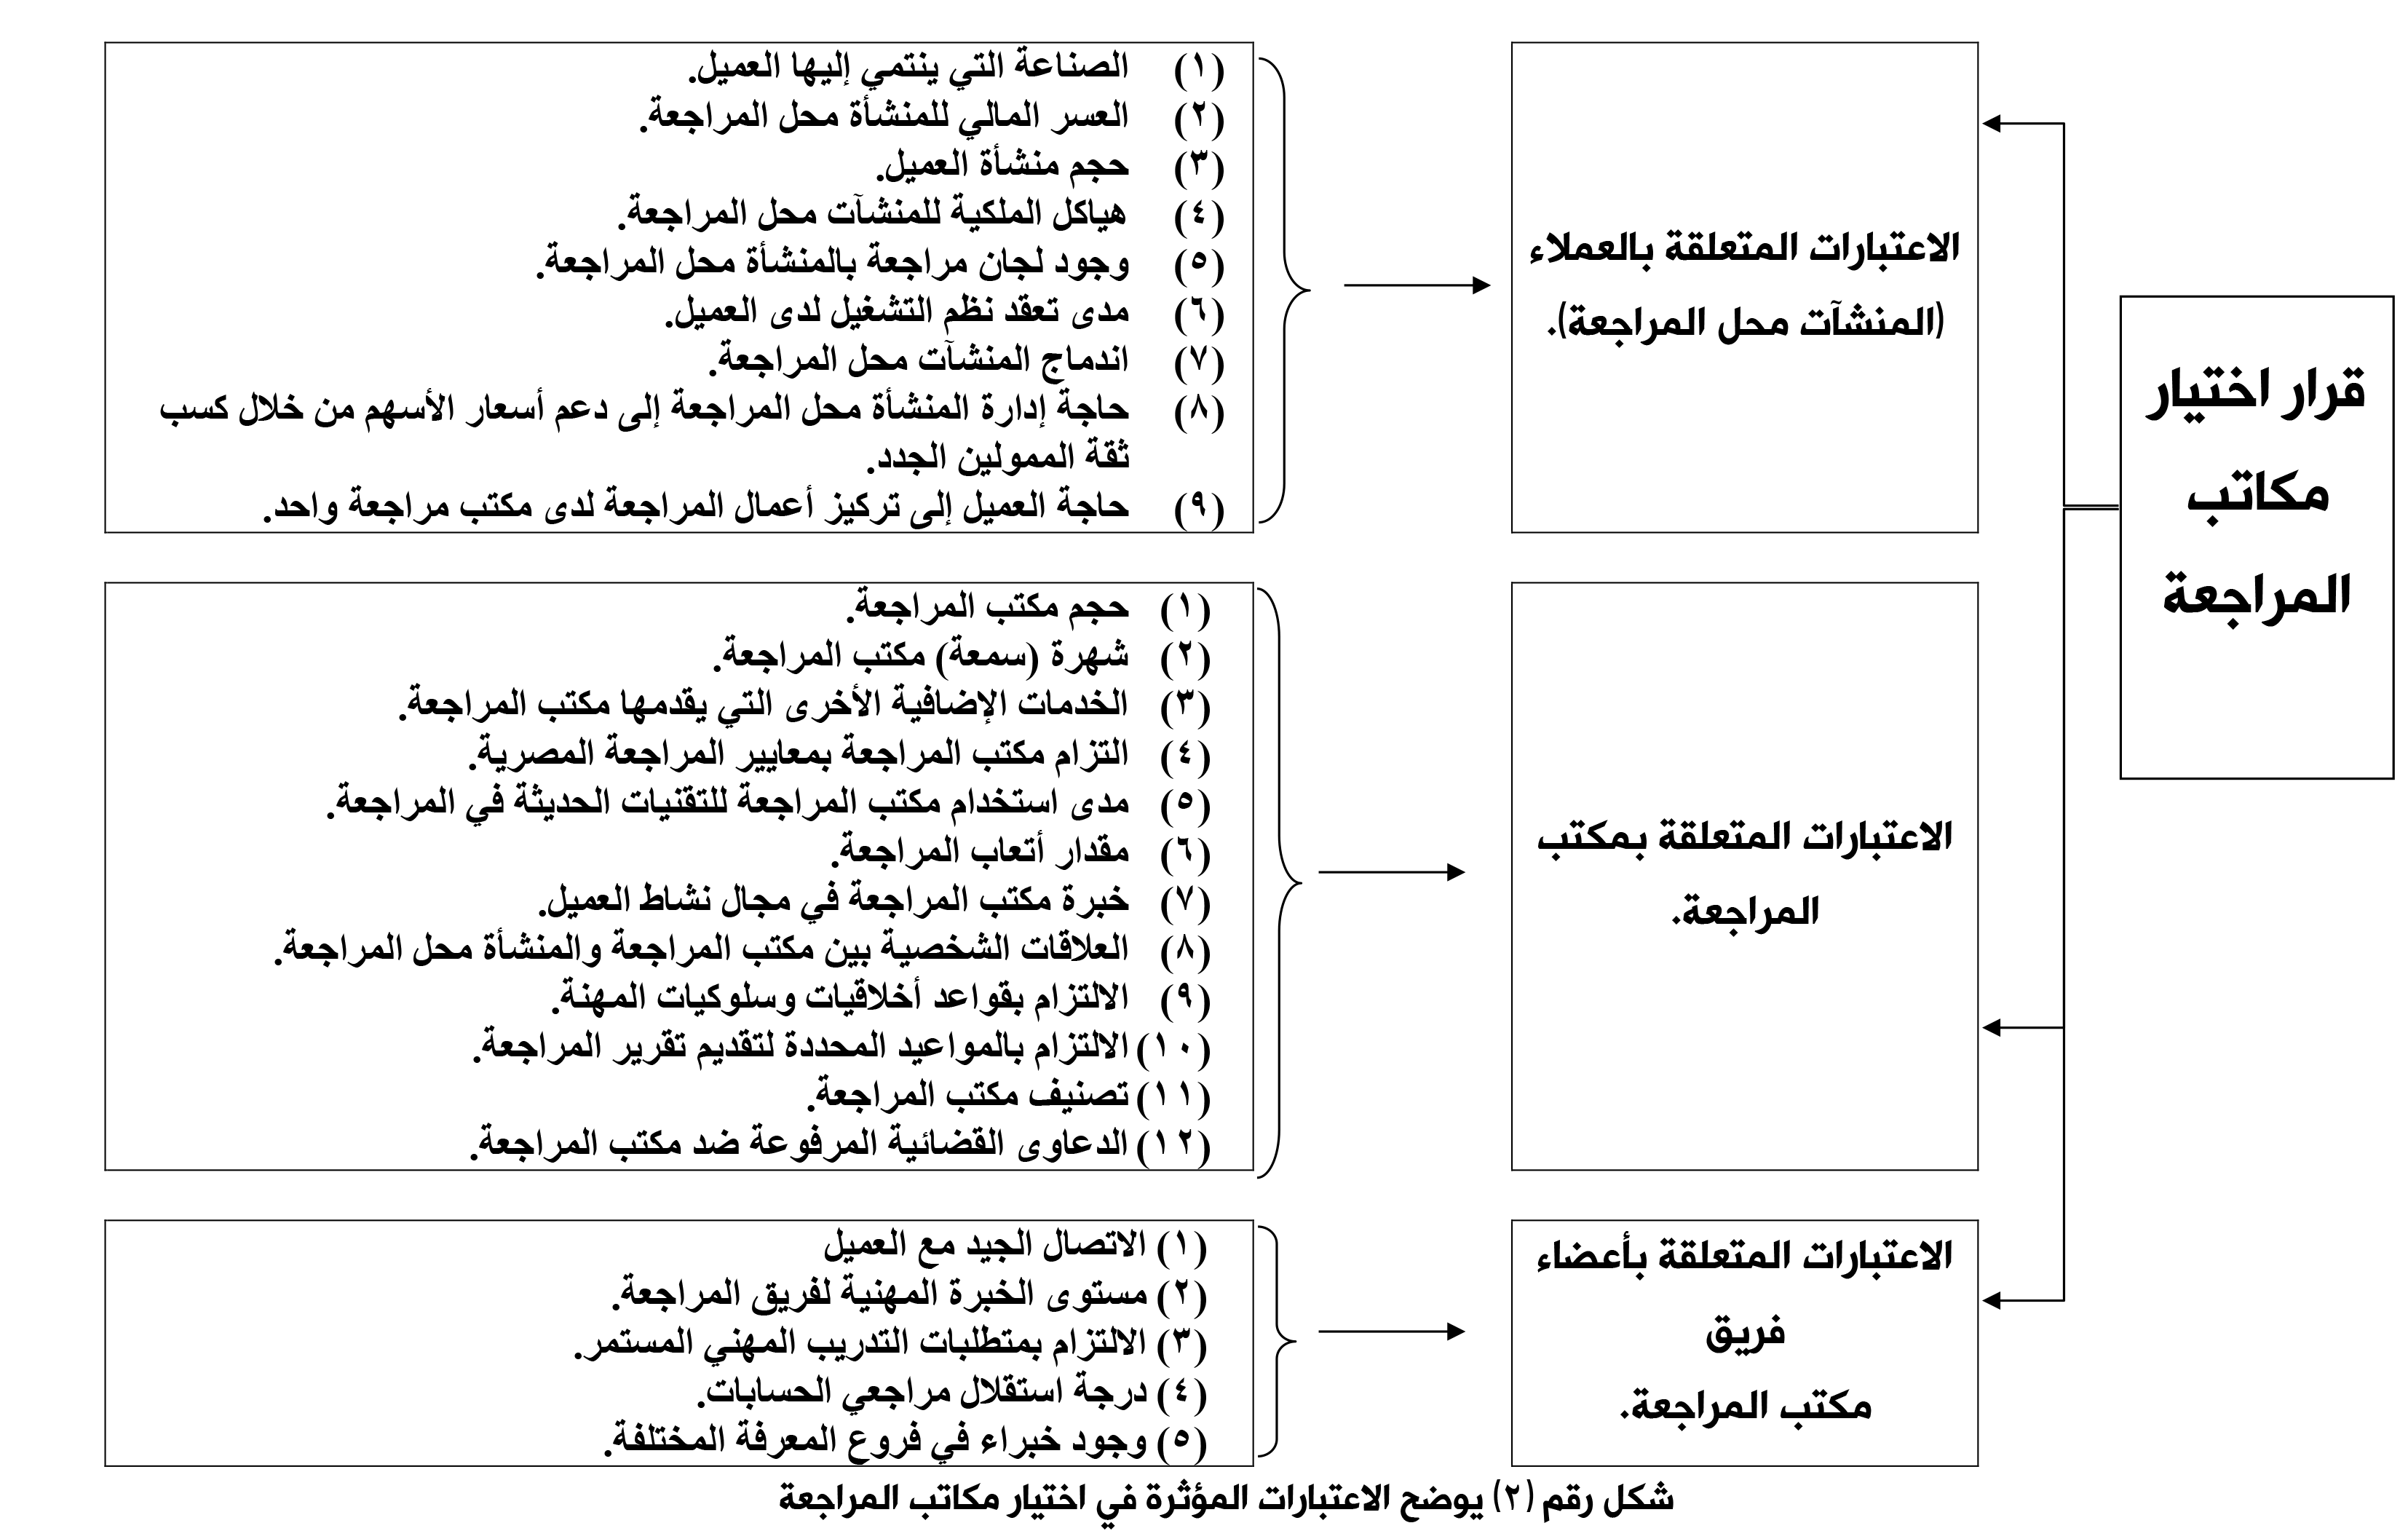 قرار اختيار
مكاتب
المراجعة
الاعتبارات المتعلقة بالعملاء
(المنشآت محل المراجعة).
(١) الصناعة التي ينتمي إليها العميل.
(٢) العسر المالي للمنشأة محل المراجعة.
(٣) حجم منشأة العميل.
(٤) هياكل الملكية للمنشآت محل المراجعة.
(٥) وجود لجان مراجعة بالمنشأة محل المراجعة.
(٦) مدى تعقد نظم التشغيل لدى العميل.
(٧) اندماج المنشآت محل المراجعة.
(٨) حاجة إدارة المنشأة محل المراجعة إلى دعم أسعار الأسهم من خلال كسب
ثقة الممولين الجدد.
(٩) حاجة العميل إلى تركيز أعمال المراجعة لدى مكتب مراجعة واحد.
الاعتبارات المتعلقة بمكتب
المراجعة.
(١) حجم مكتب المراجعة.
(٢) شهرة (سمعة) مكتب المراجعة.
(٣) الخدمات الإضافية الأخرى التي يقدمها مكتب المراجعة.
(٤) التزام مكتب المراجعة بمعايير المراجعة المصرية.
(٥) مدى استخدام مكتب المراجعة للتقنيات الحديثة في المراجعة.
(٦) مقدار أتعاب المراجعة.
(٧) خبرة مكتب المراجعة في مجال نشاط العميل.
(٨) العلاقات الشخصية بين مكتب المراجعة والمنشأة محل المراجعة.
(٩) الالتزام بقواعد أخلاقيات وسلوكيات المهنة.
(١٠) الالتزام بالمواعيد المحددة لتقديم تقرير المراجعة.
(١١) تصنيف مكتب المراجعة.
(١٢) الدعاوى القضائية المرفوعة ضد مكتب المراجعة.
الاعتبارات المتعلقة بأعضاء
فريق
مكتب المراجعة.
(١) الاتصال الجيد مع العميل
(٢) مستوى الخبرة المهنية لفريق المراجعة.
(٣) الالتزام بمتطلبات التدريب المهني المستمر.
(٤) درجة استقلال مراجعي الحسابات.
(٥) وجود خبراء في فروع المعرفة المختلفة.
شكل رقم (٢) يوضح الاعتبارات المؤثرة في اختيار مكاتب المراجعة